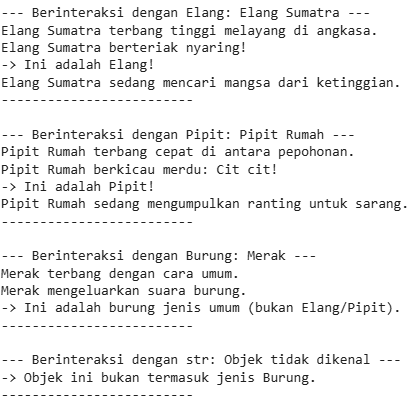 --- Berinteraksi dengan Elang: Elang Sumatra ---
Elang Sumatra terbang tinggi melayang di angkasa.
Elang Sumatra berteriak nyaring!
-> Ini adalah Elang!
Elang Sumatra sedang mencari mangsa dari ketinggian.
-------------------------
--- Berinteraksi dengan Pipit: Pipit Rumah ---
Pipit Rumah terbang cepat di antara pepohonan.
Pipit Rumah berkicau merdu: Cit cit!
-> Ini adalah Pipit!
Pipit Rumah sedang mengumpulkan ranting untuk sarang.
-------------------------
--- Berinteraksi dengan Burung: Merak ---
Merak terbang dengan cara umum.
Merak mengeluarkan suara burung.
-> Ini adalah burung jenis umum (bukan Elang/Pipit).
-------------------------
--- Berinteraksi dengan str: Objek tidak dikenal ---
-> Objek ini bukan termasuk jenis Burung.
-------------------------